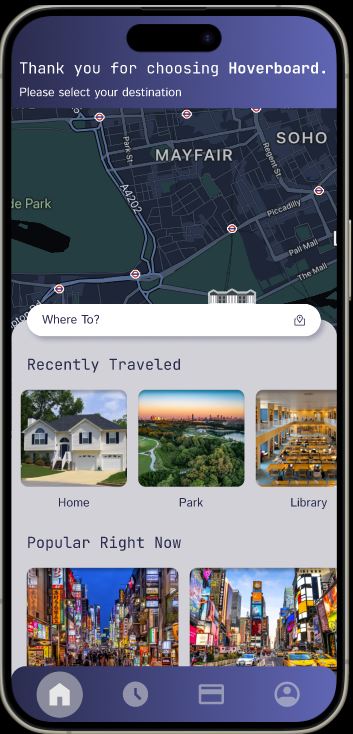 Thank you for choosing Hoverboard.
Please select your destination
SOHO
MAYFAIR
Park St
Regent St
A4202
de Park
Piccadilly
Pall Mall
The Mall
Where To?
Recently Traveled
Home
Park
Library
Popular Right Now